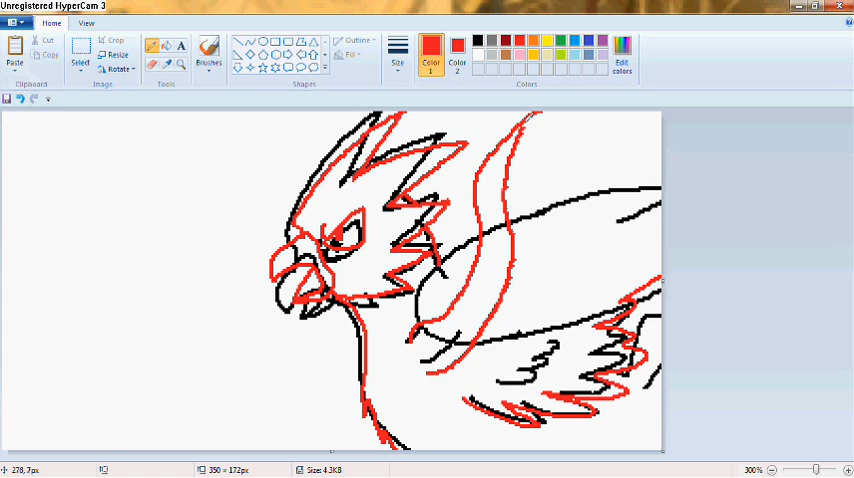 Unregistered HyperCam 3
Home View
Cut
Copy
Paste
Clipboard
Crop
Resize
Rotate
Select
Image
A
Tools
Brushes
Outline
Fill
Shapes
Size
Color 1
Color 2
Edit colors
Colors
278, 7px
350 × 172px
Size: 4.3KB
300%